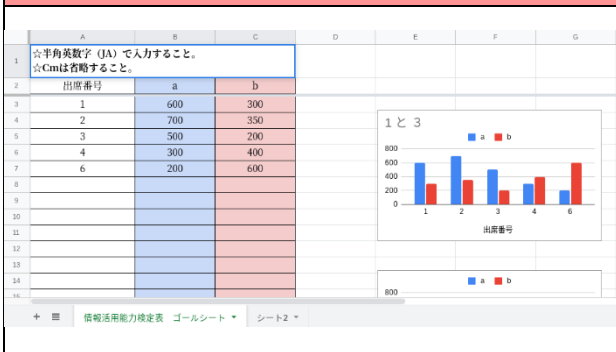 A B C D E F G
1 ☆半角英数字（JA）で入力すること。
☆Cmは省略すること。
2 出席番号 a b
3 1 600 300
4 2 700 350
5 3 500 200
6 4 300 400
7 6 200 600
8
9
10
11
12
13
14
15
1と 3
a b
800
600
400
200
0
1 2 3 4 6
出席番号
a b
800
+ ≡ 情報活用能力検定表 ゴールシート ▼ シート2 ▼